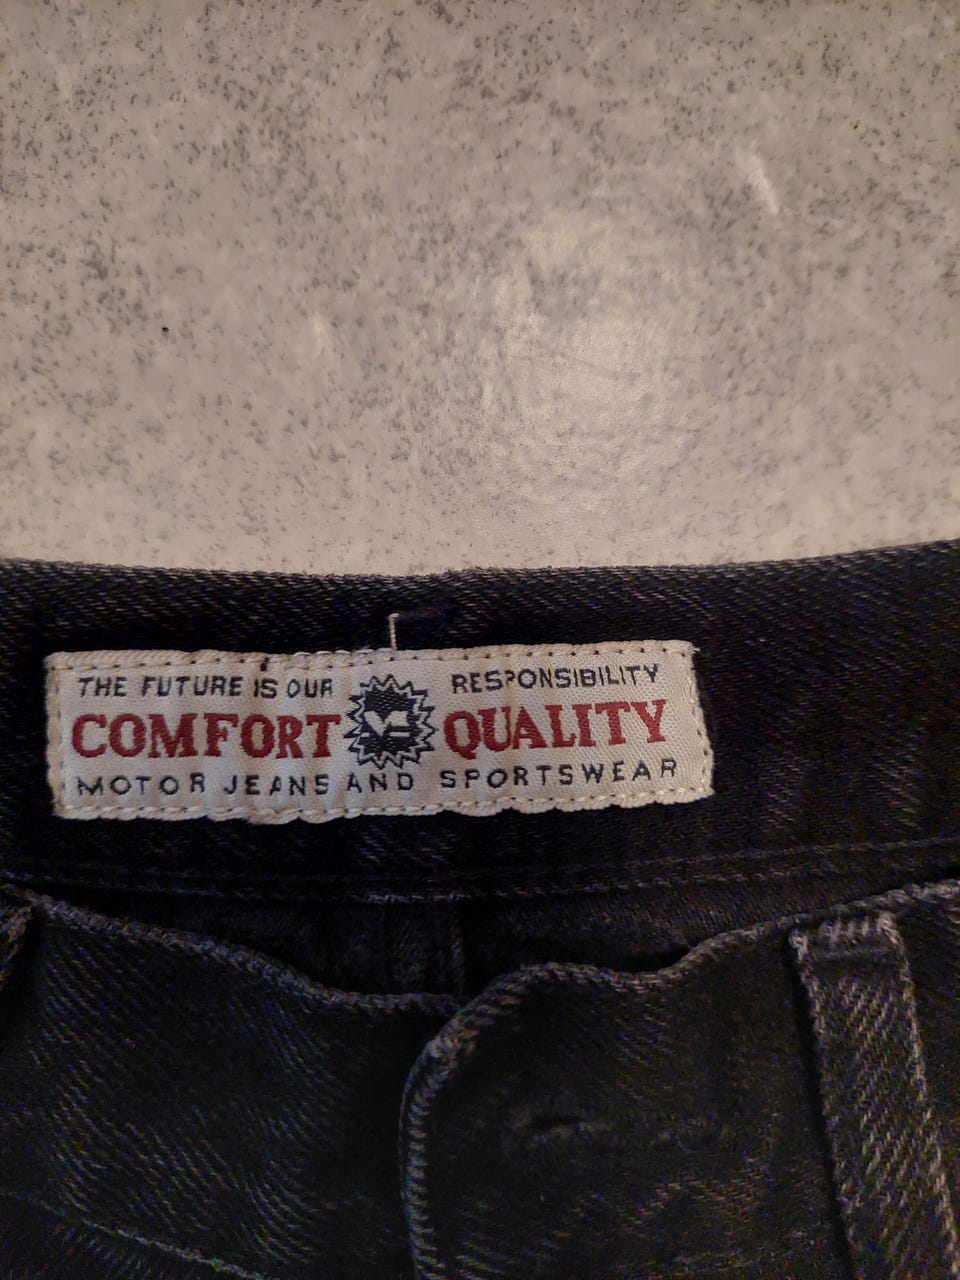 THE FUTURE IS OUR RESPONSIBILITY
COMFORT QUALITY
MOTOR JEANS AND SPORTSWEAR